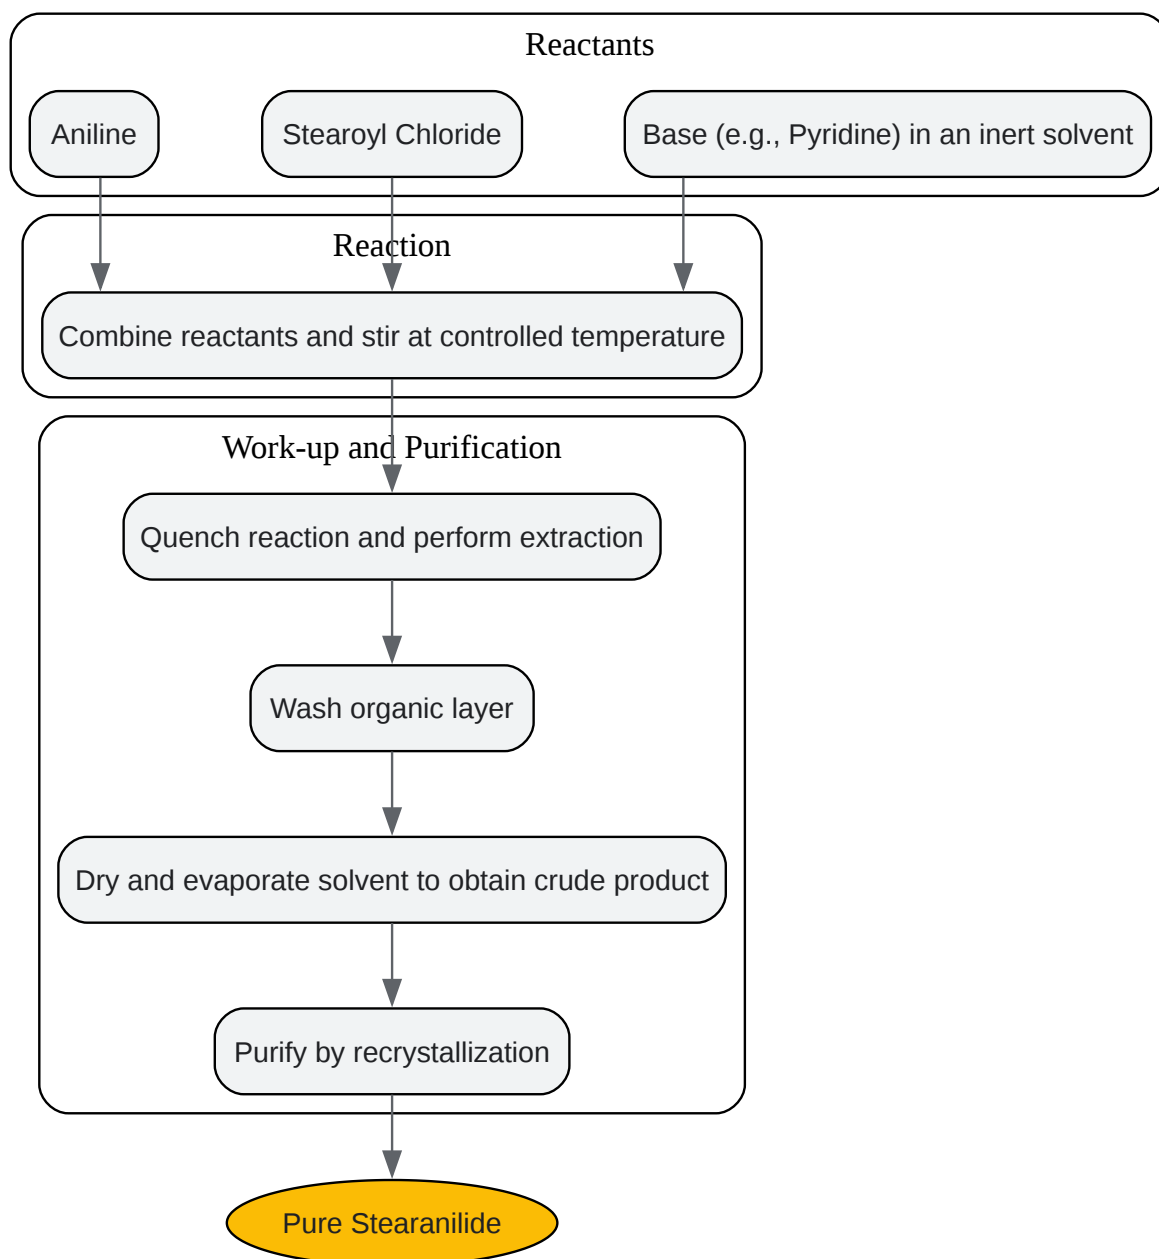 Reactants
Aniline
Stearoyl Chloride
Base (e.g., Pyridine) in an inert solvent
Reaction
Combine reactants and stir at controlled temperature
Work-up and Purification
Quench reaction and perform extraction
Wash organic layer
Dry and evaporate solvent to obtain crude product
Purify by recrystallization
Pure Stearanilide